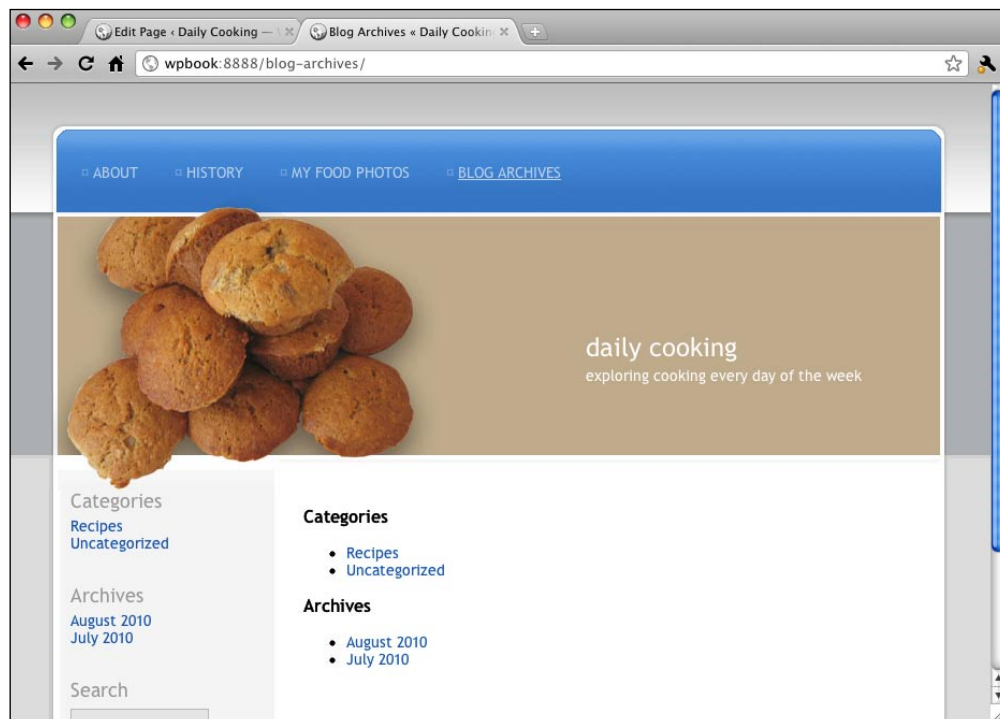 Edit Page ‹ Daily Cooking —
Blog Archives « Daily Cookin
wpbook:8888/blog-archives/
ABOUT
HISTORY
MY FOOD PHOTOS
BLOG ARCHIVES
daily cooking
exploring cooking every day of the week
Categories
Recipes
Uncategorized
Archives
August 2010
July 2010
Search
Categories
Recipes
Uncategorized
Archives
August 2010
July 2010